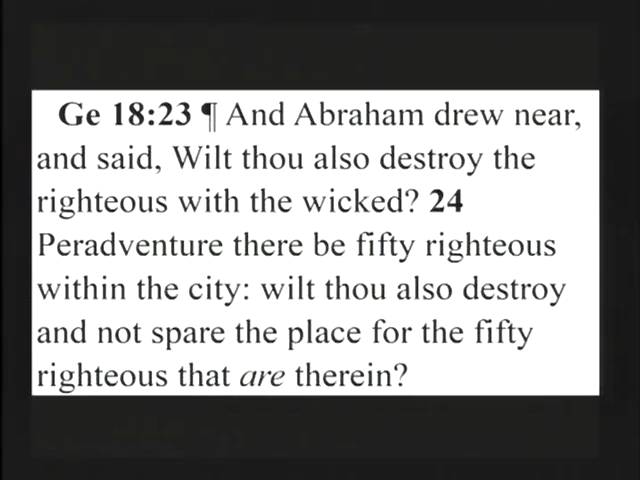 Ge 18:23 ¶ And Abraham drew near,
and said, Wilt thou also destroy the
righteous with the wicked? 24
Peradventure there be fifty righteous
within the city: wilt thou also destroy
and not spare the place for the fifty
righteous that are therein?